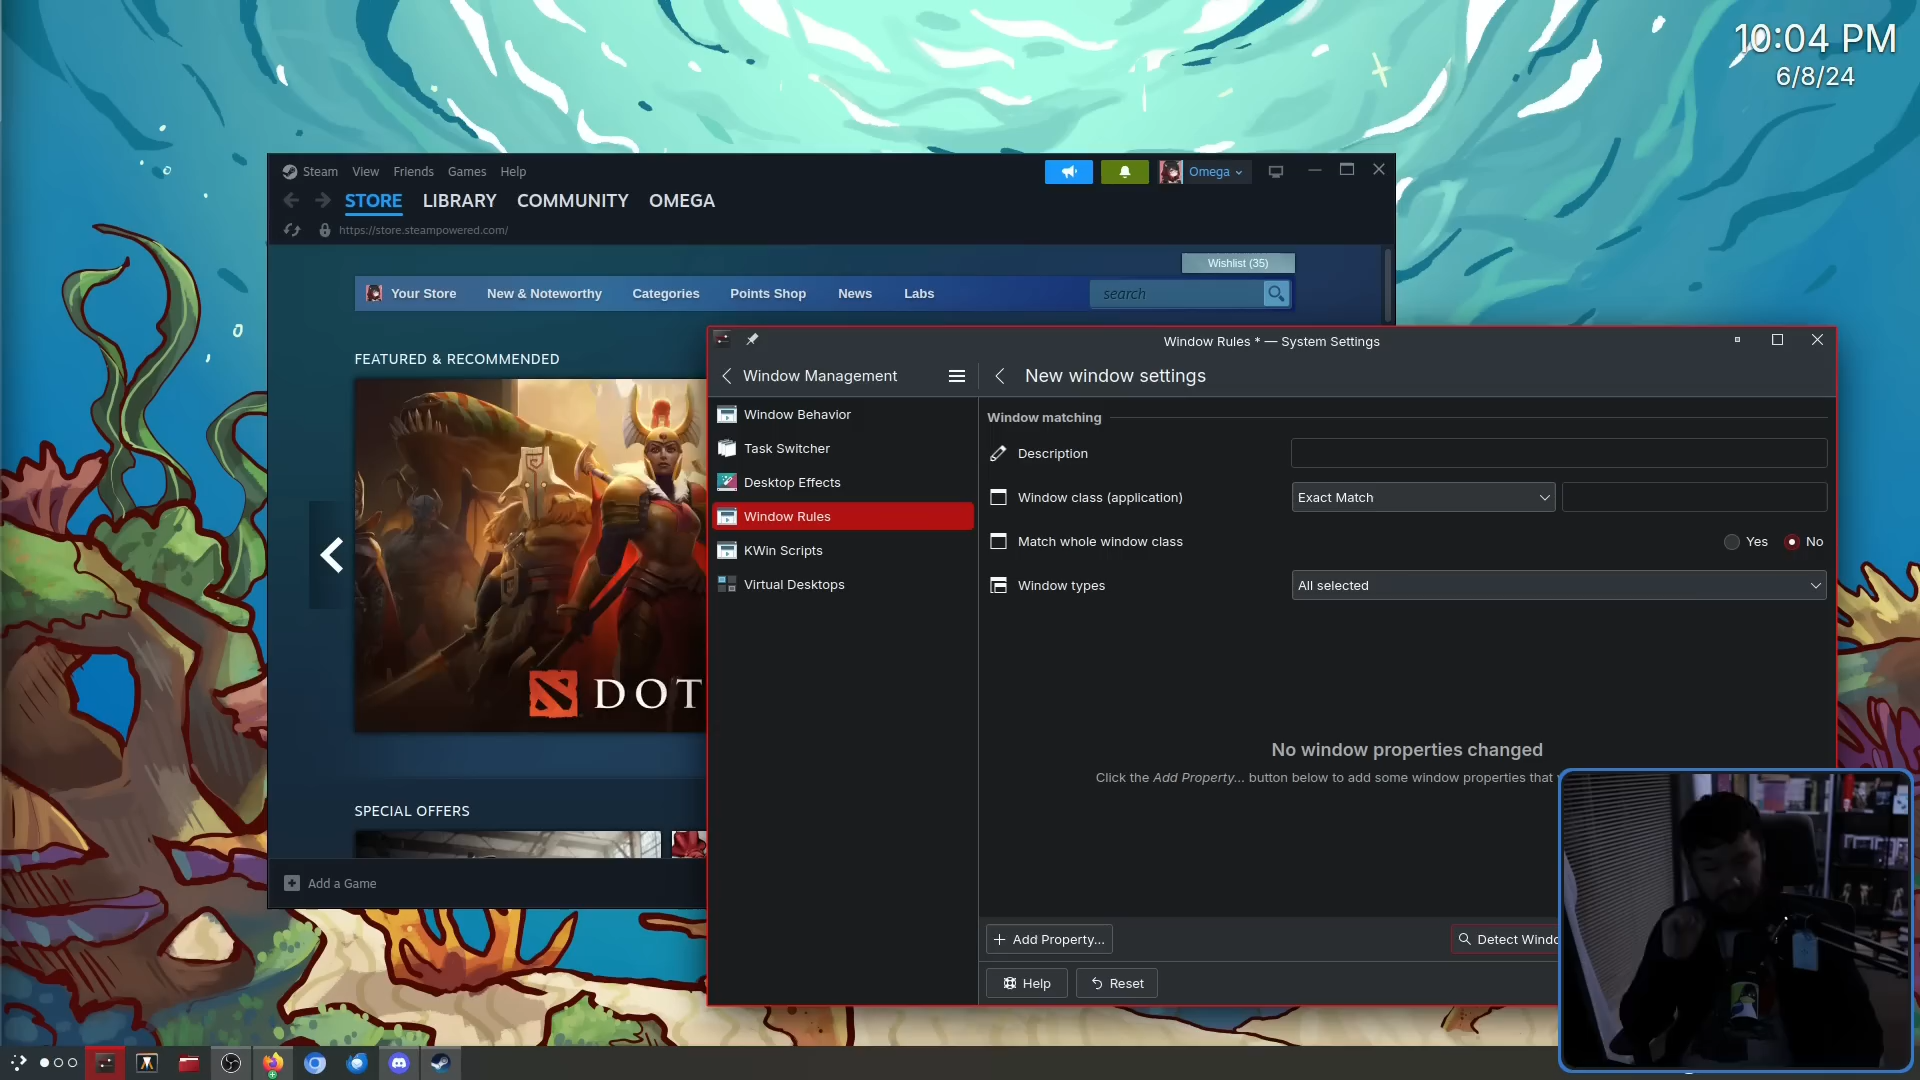 10:04 PM
6/8/24
Steam View Friends Games Help
Omega
STORE LIBRARY COMMUNITY OMEGA
https://store.steampowered.com/
Wishlist (35)
Your Store New & Noteworthy Categories Points Shop News Labs search
FEATURED & RECOMMENDED
DOT
SPECIAL OFFERS
Add a Game
Window Rules * — System Settings
Window Management
New window settings
Window Behavior
Task Switcher
Desktop Effects
Window Rules
KWin Scripts
Virtual Desktops
Window matching
Description
Window class (application) Exact Match
Match whole window class Yes No
Window types All selected
No window properties changed
Click the Add Property... button below to add some window properties that
Add Property... Detect Windo
Help Reset